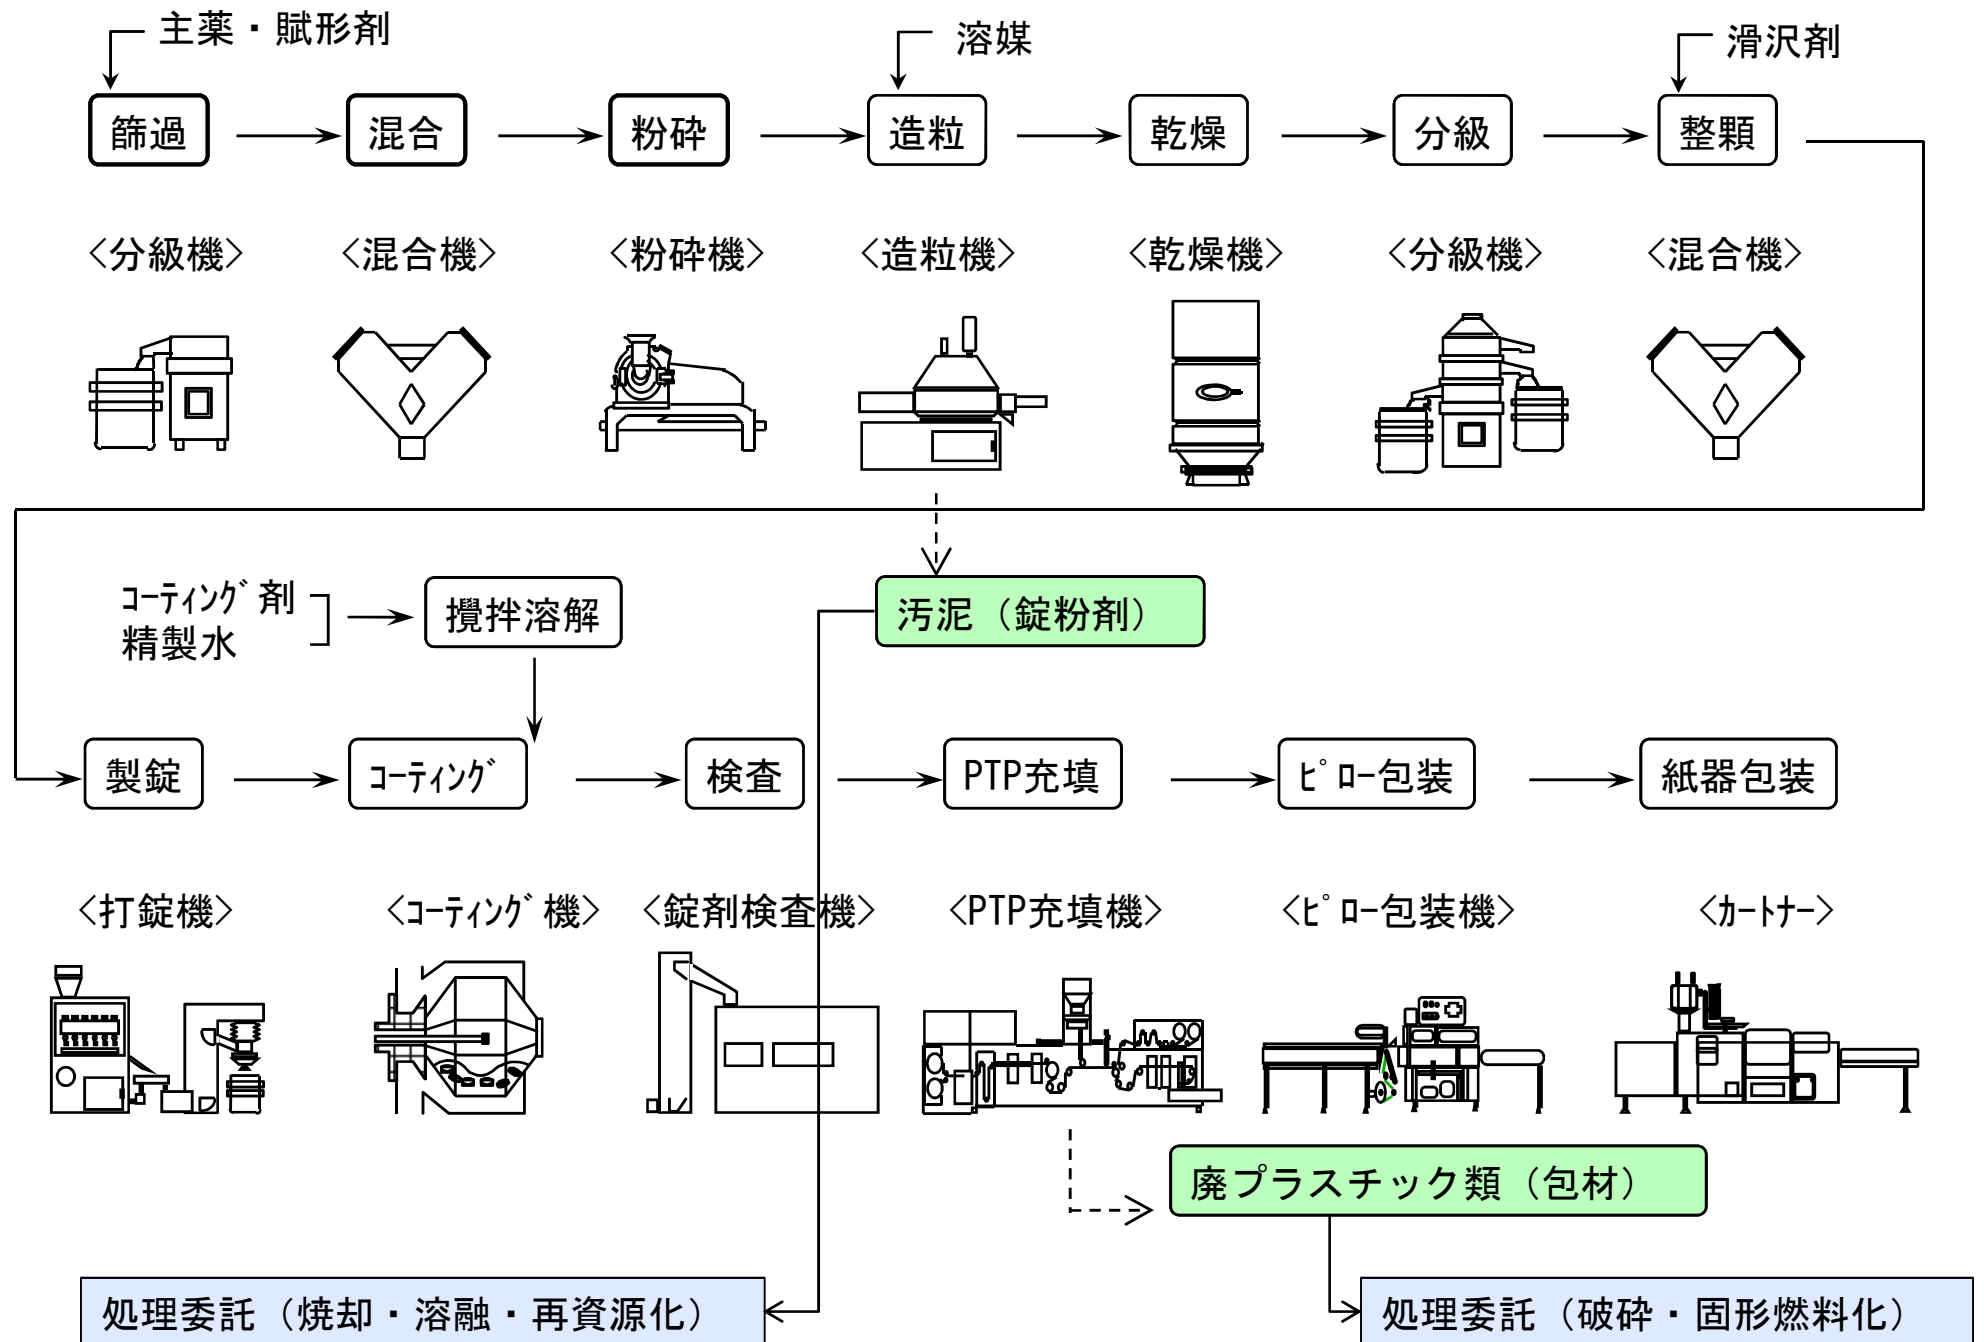 主薬・賦形剤
溶媒
滑沢剤
篩過
混合
粉砕
造粒
乾燥
分級
整顆
<分級機>
<混合機>
<粉砕機>
<造粒機>
<乾燥機>
<分級機>
<混合機>
ｺｰﾃｨﾝｸﾞ剤
精製水
攪拌溶解
汚泥（錠粉剤）
製錠
ｺｰﾃｨﾝｸﾞ
検査
PTP充填
ﾋﾟﾛｰ包装
紙器包装
<打錠機>
<ｺｰﾃｨﾝｸﾞ機>
<錠剤検査機>
<PTP充填機>
<ﾋﾟﾛｰ包装機>
<ｶｰﾄﾅｰ>
廃プラスチック類（包材）
処理委託（焼却・溶融・再資源化）
処理委託（破砕・固形燃料化）